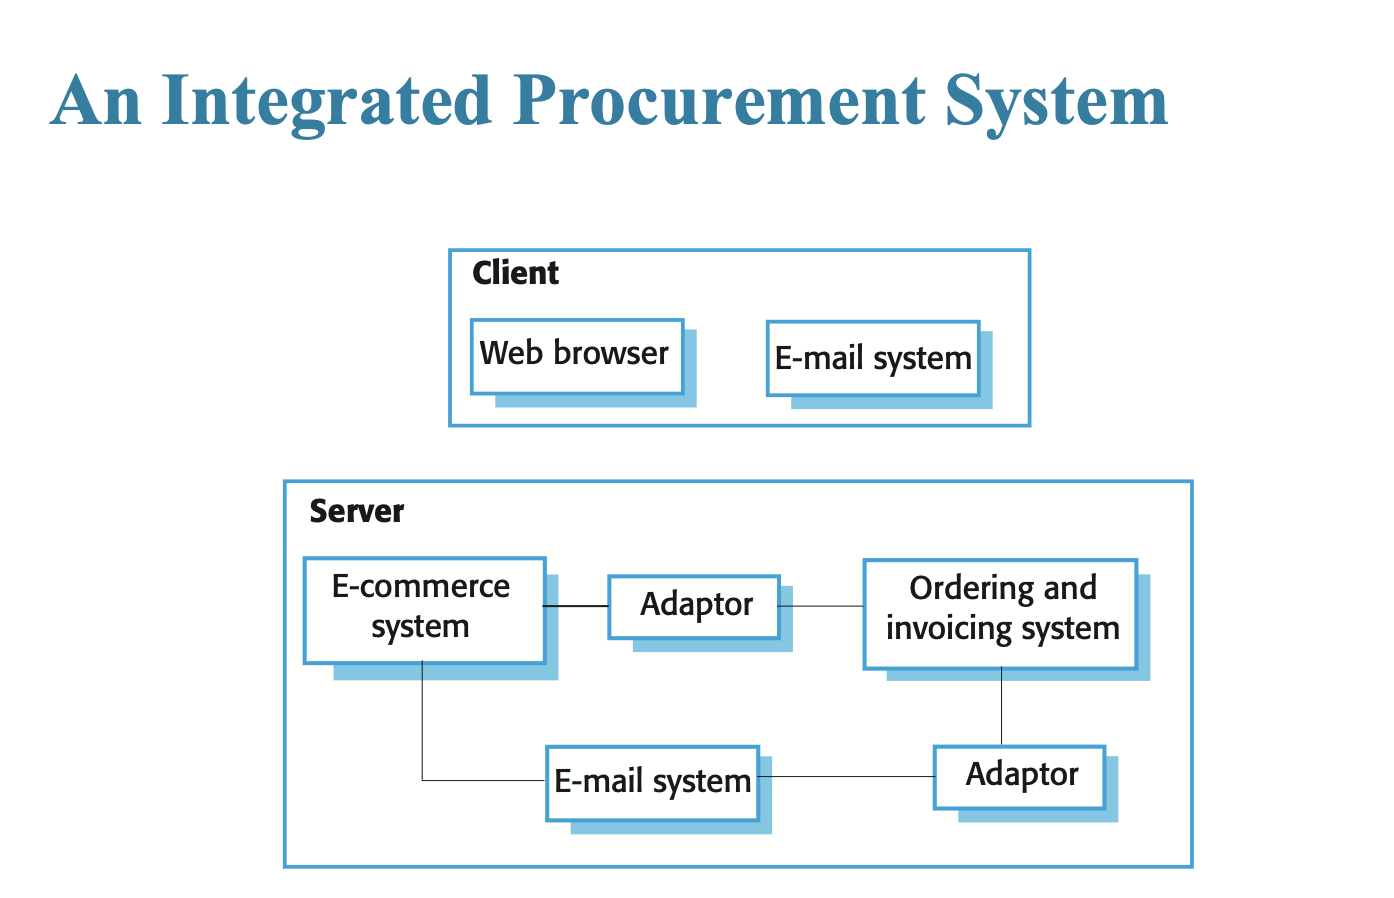 An Integrated Procurement System
Client
Web browser
E-mail system
Server
E-commerce
system
Adaptor
Ordering and
invoicing system
E-mail system
Adaptor